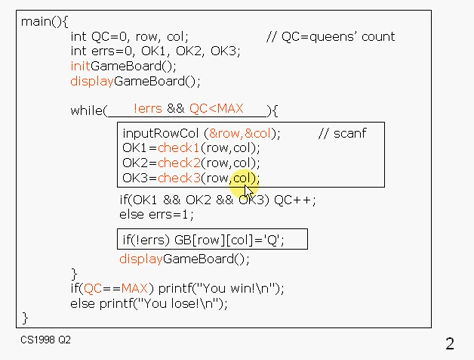 main(){
int QC=0, row, col; // QC=queens’ count
int errs=0, OK1, OK2, OK3;
initGameBoard();
displayGameBoard();
while(____!errs && QC<MAX____){
inputRowCol (&row,&col); // scanf
OK1=check1(row,col);
OK2=check2(row,col);
OK3=check3(row,col);
if(OK1 && OK2 && OK3) QC++;
else errs=1;
if(!errs) GB[row][col]='Q';
displayGameBoard();
}
if(QC==MAX) printf("You win!\n");
else printf("You lose!\n");
}
CS1998 Q2
2